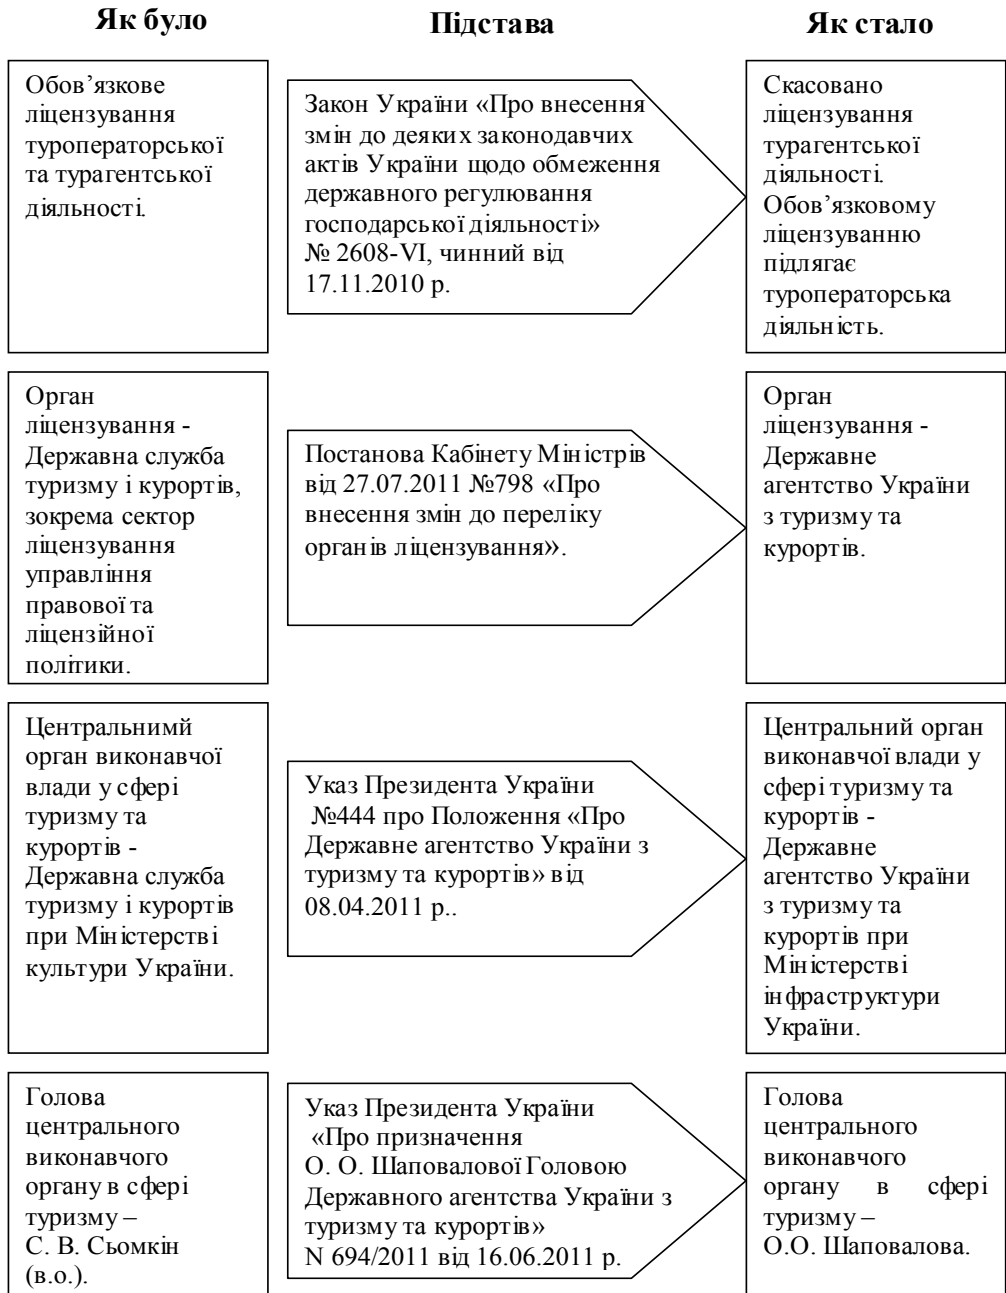 Як було
Підстава
Як стало
Обов’язкове
ліцензування
туроператорської
та турагентської
діяльності.
Закон України «Про внесення
змін до деяких законодавчих
актів України щодо обмеження
державного регулювання
господарської діяльності»
№ 2608-VI, чинний від
17.11.2010 р.
Скасовано
ліцензування
турагентської
діяльності.
Обов’язковому
ліцензуванню
підлягає
туроператорська
діяльність.
Орган
ліцензування -
Державна служба
туризму і курортів,
зокрема сектор
ліцензування
управління
правової та
ліцензійної
політики.
Постанова Кабінету Міністрів
від 27.07.2011 №798 «Про
внесення змін до переліку
органів ліцензування».
Орган
ліцензування -
Державне
агентство України
з туризму та
курортів.
Центральнимй
орган виконавчої
влади у сфері
туризму та
курортів -
Державна служба
туризму і курортів
при Міністерстві
культури України.
Указ Президента України
№444 про Положення «Про
Державне агентство України з
туризму та курортів» від
08.04.2011 р..
Центральний орган
виконавчої влади у
сфері туризму та
курортів -
Державне
агентство України
з туризму та
курортів при
Міністерстві
інфраструктури
України.
Голова
центрального
виконавчого
органу в сфері
туризму –
С. В. Сьомкін
(в.о.).
Указ Президента України
«Про призначення
О. О. Шаповалової Головою
Державного агентства України з
туризму та курортів»
N 694/2011 від 16.06.2011 р.
Голова
центрального
виконавчого
органу в сфері
туризму –
О.О. Шаповалова.